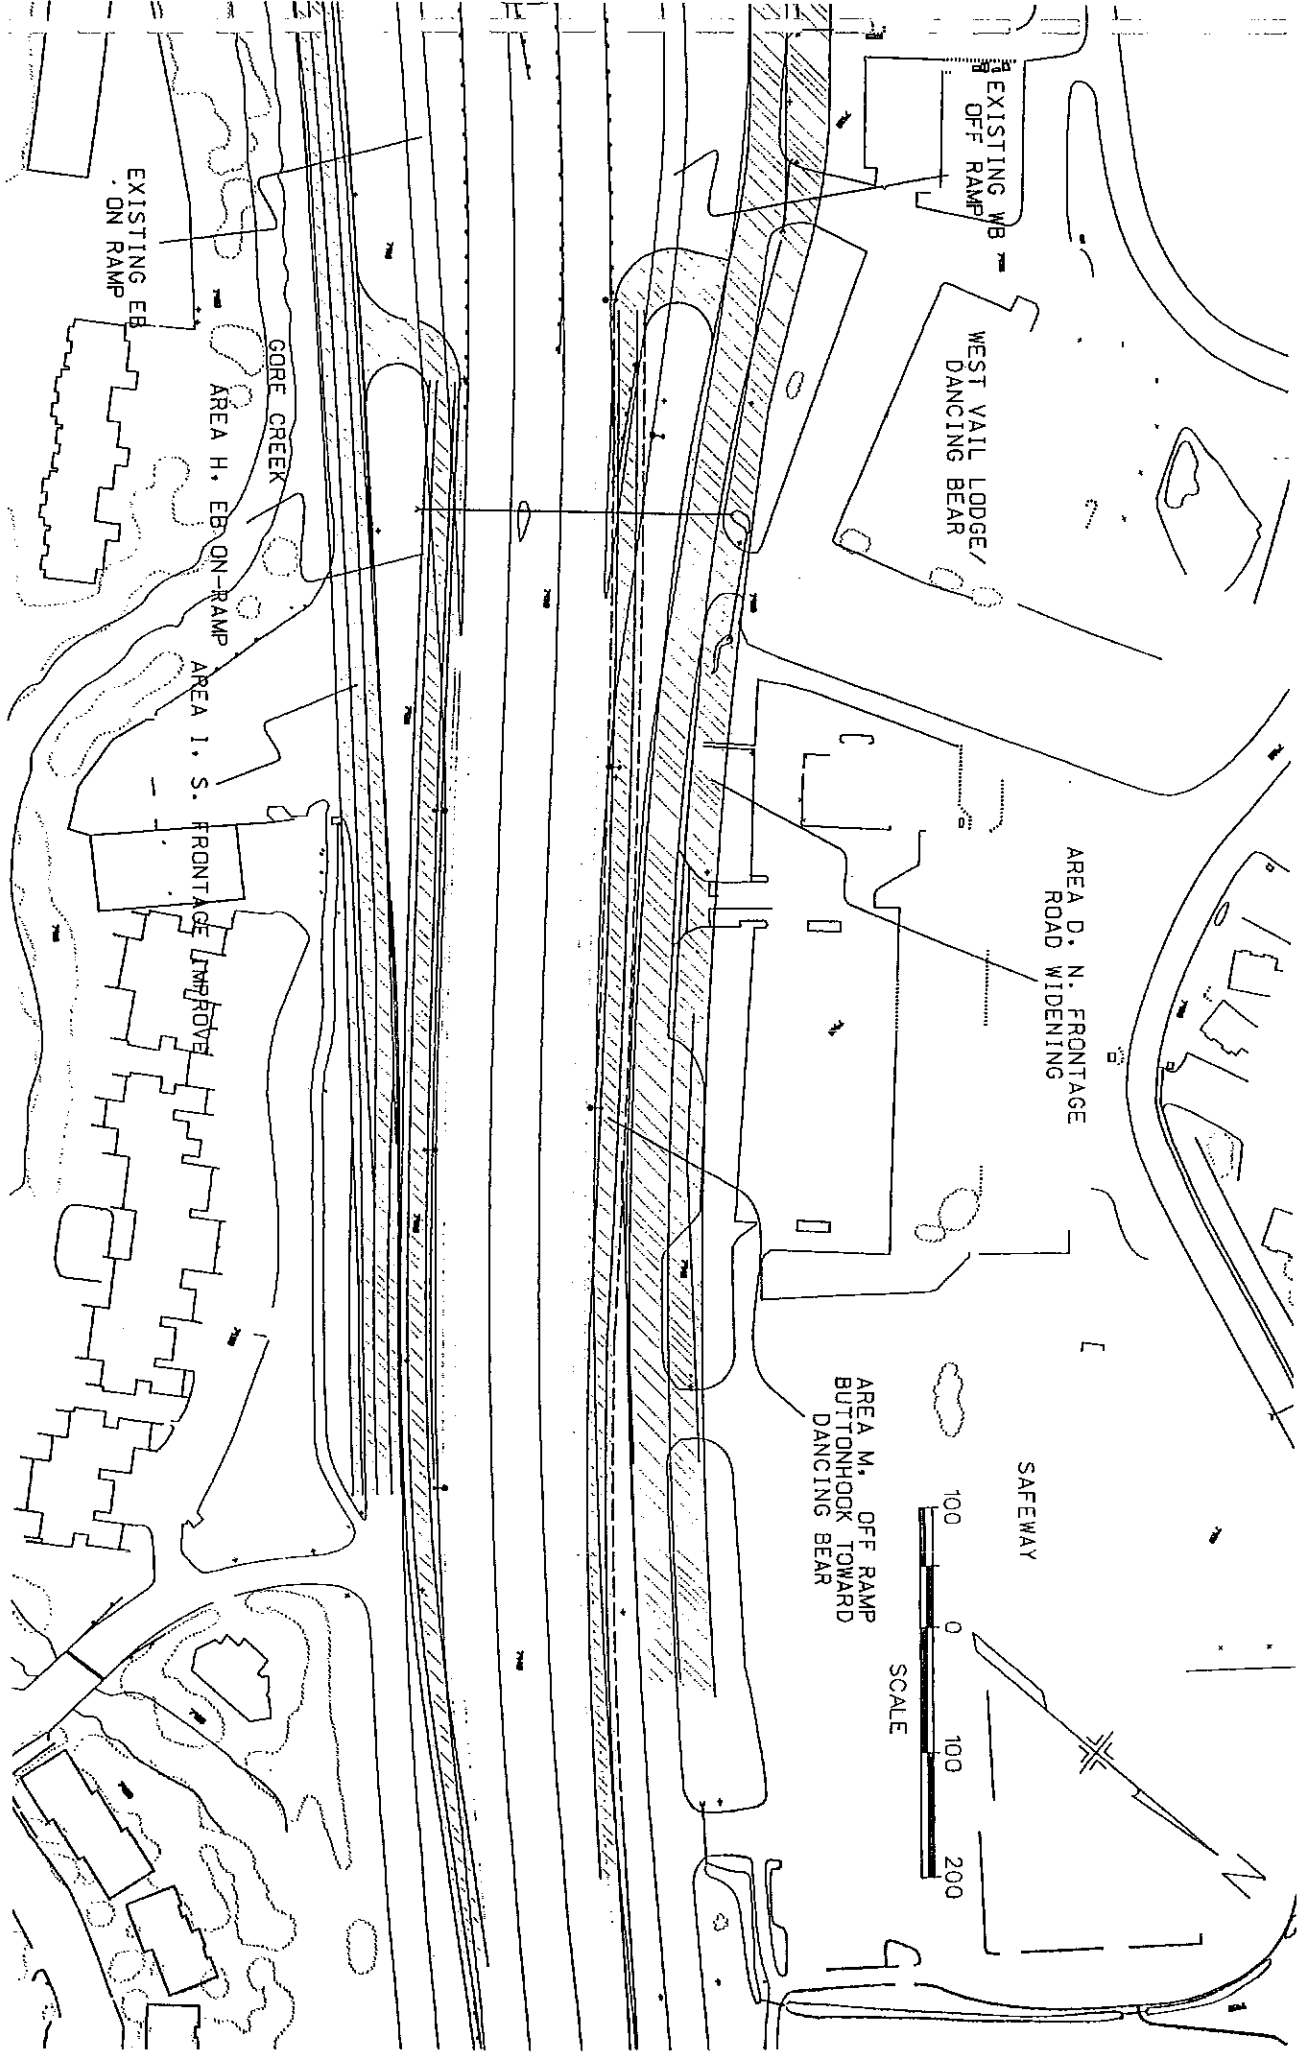 EXISTING WB
OFF RAMP
WEST VAIL LODGE/
DANCING BEAR
AREA D. N. FRONTAGE
ROAD WIDENING
SAFEWAY
AREA M. OFF RAMP
BUTTONHOOK TOWARD
DANCING BEAR
100 0 100 200
SCALE
N
EXISTING EB
ON RAMP
GORE CREEK
AREA H. EB ON-RAMP
AREA I. S. FRONTAGE IMPROVE